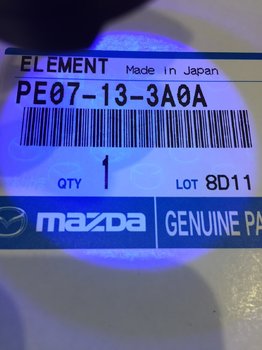 ELEMENT Made in Japan
PE07-13-3A0A
QTY 1 LOT 8D11
mazda GENUINE PA